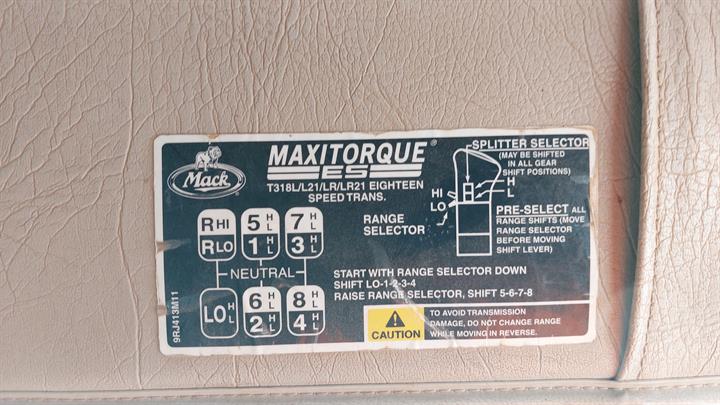 Mack
MAXITORQUE®
ES
T318L/L21/LR/LR21 EIGHTEEN
SPEED TRANS.
SPLITTER SELECTOR
(MAY BE SHIFTED
IN ALL GEAR
SHIFT POSITIONS)
H
L
HI
LO
RANGE
SELECTOR
PRE-SELECT ALL
RANGE SHIFTS (MOVE
RANGE SELECTOR
BEFORE MOVING
SHIFT LEVER)
R HI 5 H L 7 H L
R LO 1 H L 3 H L
NEUTRAL
LO H L 6 H L 8 H L
2 H L 4 H L
START WITH RANGE SELECTOR DOWN
SHIFT LO-1-2-3-4
RAISE RANGE SELECTOR, SHIFT 5-6-7-8
CAUTION
TO AVOID TRANSMISSION
DAMAGE, DO NOT CHANGE RANGE
WHILE MOVING IN REVERSE.
9RJ413M11